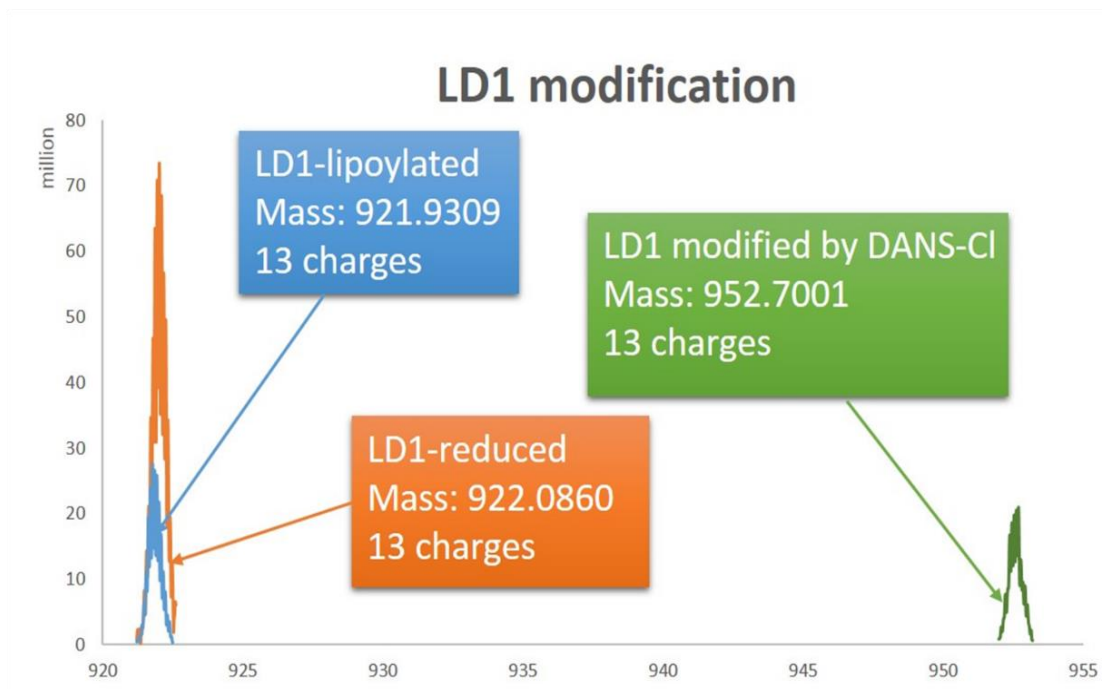 LD1 modification
million
80
70
60
50
40
30
20
10
0
LD1-lipoylated
Mass: 921.9309
13 charges
LD1 modified by DANS-Cl
Mass: 952.7001
13 charges
LD1-reduced
Mass: 922.0860
13 charges
920 925 930 935 940 945 950 955